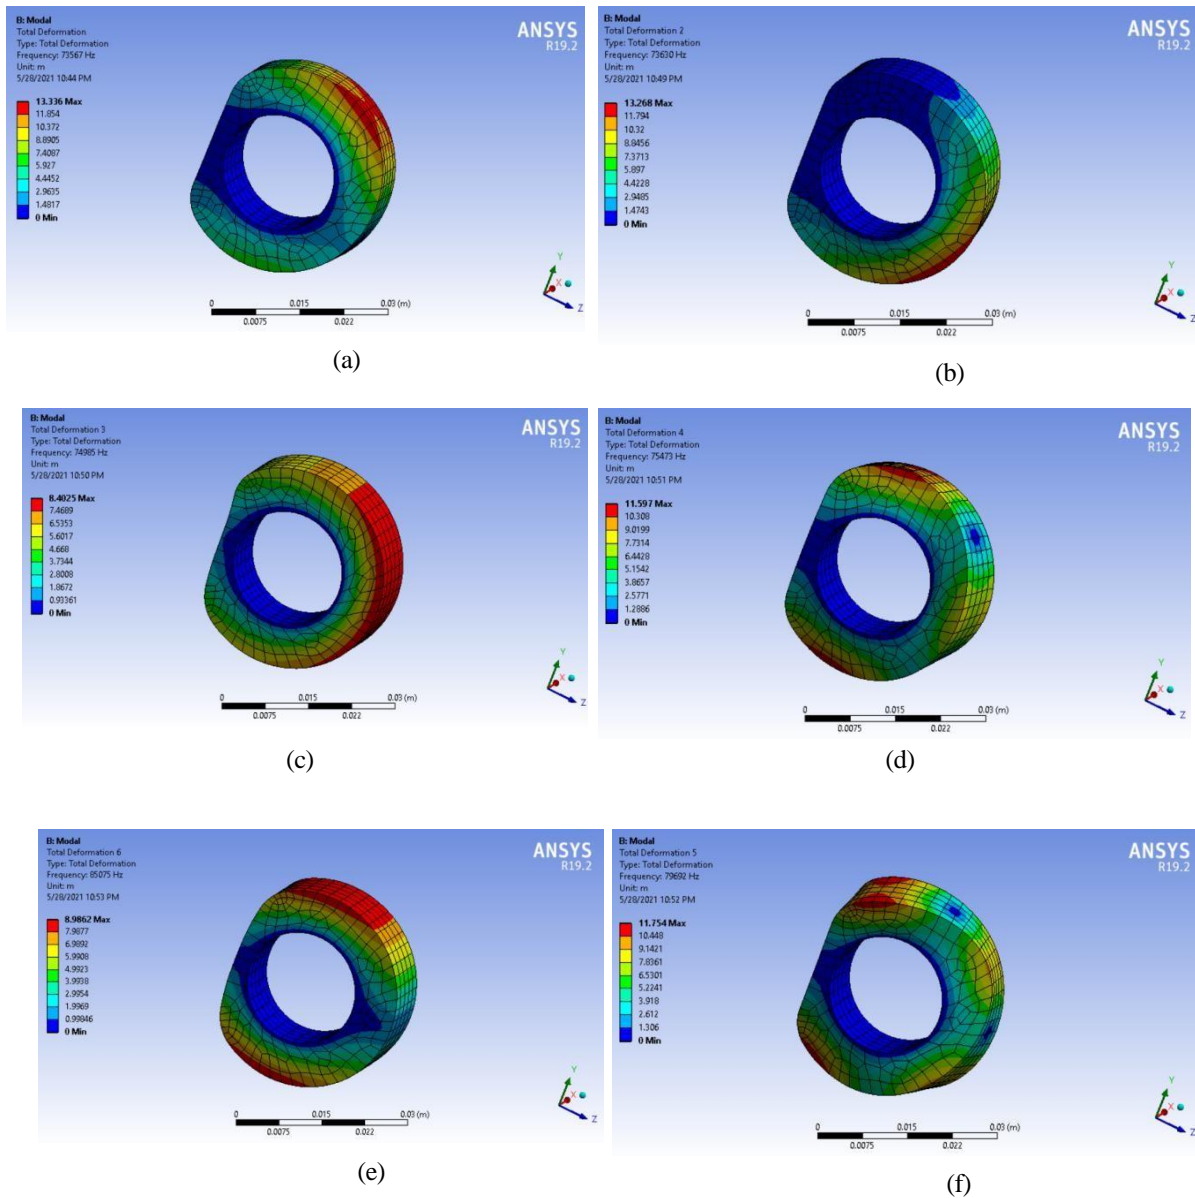 B: Modal
Total Deformation
Type: Total Deformation
Frequency: 73567 Hz
Unit: m
5/28/2021 10:44 PM
13.336 Max
11.854
10.372
8.8905
7.4087
5.927
4.4452
2.9635
1.4817
0 Min
ANSYS
R19.2
Y
X
Z
0 0.015 0.03 (m)
0.0075 0.022
(a)
B: Modal
Total Deformation 2
Type: Total Deformation
Frequency: 73630 Hz
Unit: m
5/28/2021 10:49 PM
13.268 Max
11.794
10.32
8.8456
7.3713
5.897
4.4228
2.9485
1.4743
0 Min
ANSYS
R19.2
Y
X
Z
0 0.015 0.03 (m)
0.0075 0.022
(b)
B: Modal
Total Deformation 3
Type: Total Deformation
Frequency: 74985 Hz
Unit: m
5/28/2021 10:50 PM
8.4025 Max
7.4689
6.5353
5.6017
4.668
3.7344
2.8008
1.8672
0.93361
0 Min
ANSYS
R19.2
Y
X
Z
0 0.015 0.03 (m)
0.0075 0.022
(c)
B: Modal
Total Deformation 4
Type: Total Deformation
Frequency: 75473 Hz
Unit: m
5/28/2021 10:51 PM
11.597 Max
10.308
9.0199
7.7314
6.4428
5.1542
3.8657
2.5771
1.2886
0 Min
ANSYS
R19.2
Y
X
Z
0 0.015 0.03 (m)
0.0075 0.022
(d)
B: Modal
Total Deformation 6
Type: Total Deformation
Frequency: 85075 Hz
Unit: m
5/28/2021 10:53 PM
8.9862 Max
7.9877
6.9892
5.9908
4.9923
3.9938
2.9954
1.9969
0.99846
0 Min
ANSYS
R19.2
Y
X
Z
0 0.015 0.03 (m)
0.0075 0.022
(e)
B: Modal
Total Deformation 5
Type: Total Deformation
Frequency: 79692 Hz
Unit: m
5/28/2021 10:52 PM
11.754 Max
10.448
9.1421
7.8361
6.5301
5.2241
3.918
2.612
1.306
0 Min
ANSYS
R19.2
Y
X
Z
0 0.015 0.03 (m)
0.0075 0.022
(f)